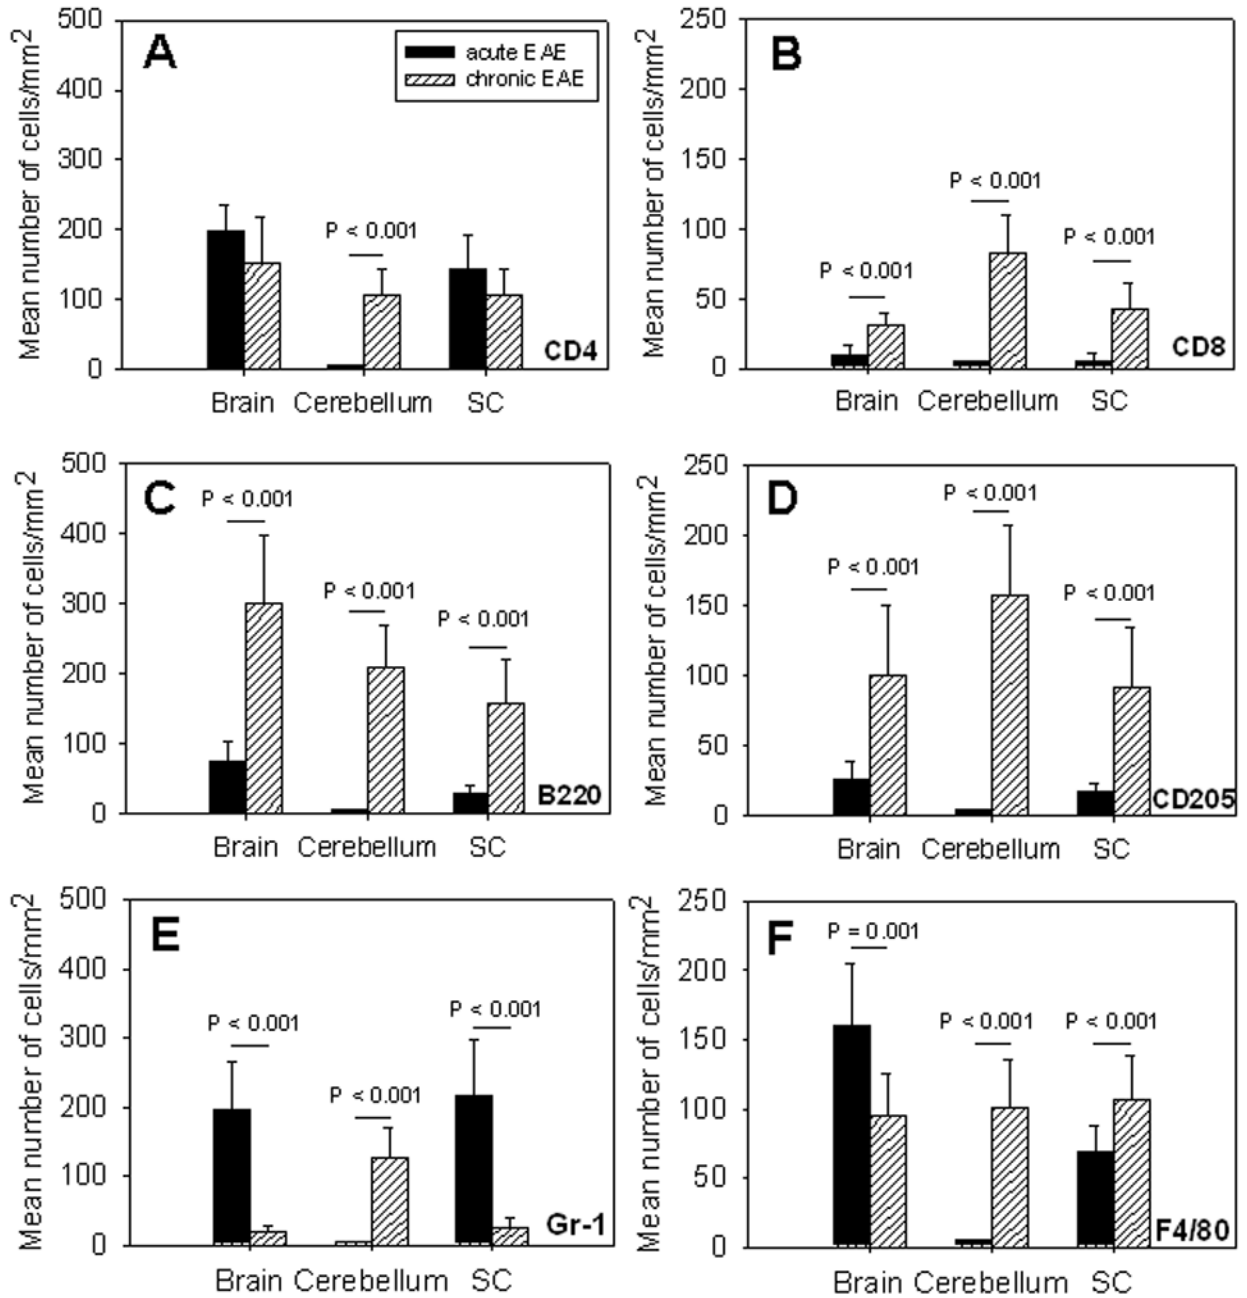 Mean number of cells/mm2
500
400
300
200
100
0
A
acute EAE
chronic EAE
P < 0.001
CD4
Brain Cerebellum SC
Mean number of cells/mm2
250
200
150
100
50
0
B
P < 0.001
P < 0.001
P < 0.001
CD8
Brain Cerebellum SC
Mean number of cells/mm2
500
400
300
200
100
0
C
P < 0.001
P < 0.001
P < 0.001
B220
Brain Cerebellum SC
Mean number of cells/mm2
250
200
150
100
50
0
D
P < 0.001
P < 0.001
P < 0.001
CD205
Brain Cerebellum SC
Mean number of cells/mm2
500
400
300
200
100
0
E
P < 0.001
P < 0.001
P < 0.001
Gr-1
Brain Cerebellum SC
Mean number of cells/mm2
250
200
150
100
50
0
F
P = 0.001
P < 0.001
P < 0.001
F4/80
Brain Cerebellum SC